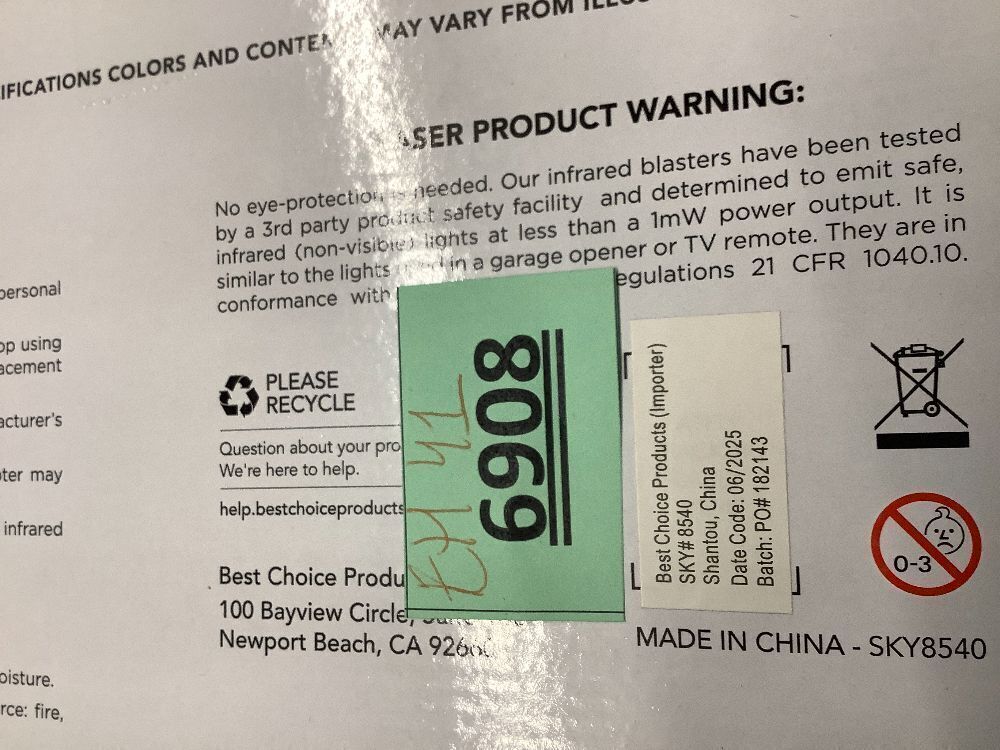 IFICATIONS COLORS AND CONTEN MAY VARY FROM
ASER PRODUCT WARNING:
No eye-protection is needed. Our infrared blasters have been tested
by a 3rd party product safety facility and determined to emit safe,
infrared (non-visible) lights at less than a 1mW power output. It is
similar to the lights in a garage opener or TV remote. They are in
conformance with egulations 21 CFR 1040.10.
personal
op using
acement
acturer's
ter may
infrared
oisture.
rce: fire,
PLEASE
RECYCLE
Question about your pro
We're here to help.
help.bestchoiceproducts
Best Choice Produ
100 Bayview Circle,
Newport Beach, CA
6908
Best Choice Products (Importer)
SKY# 8540
Shantou, China
Date Code: 06/2025
Batch: PO# 182143
0-3
MADE IN CHINA - SKY8540